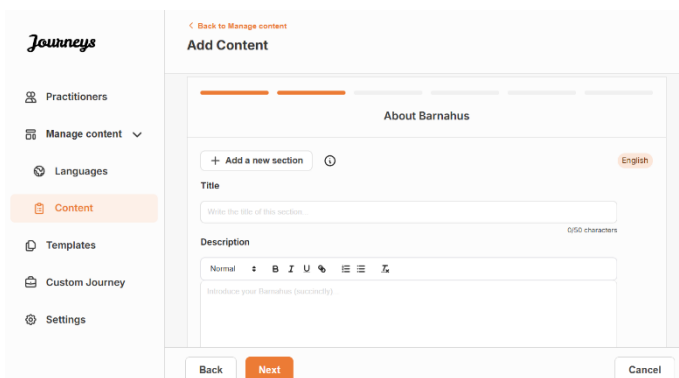 Journeys
Practitioners
Manage content
Languages
Content
Templates
Custom Journey
Settings
Back to Manage content
Add Content
About Barnahus
+ Add a new section
English
Title
Write the title of this section...
0/50 characters
Description
Normal B I U
Introduce your Barnahus (succinctly)
Back Next Cancel